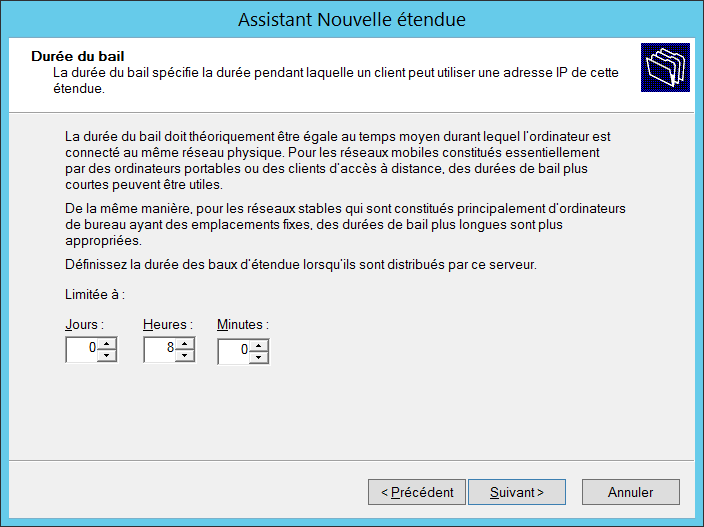 Assistant Nouvelle étendue
Durée du bail
La durée du bail spécifie la durée pendant laquelle un client peut utiliser une adresse IP de cette
étendue.
La durée du bail doit théoriquement être égale au temps moyen durant lequel l'ordinateur est
connecté au même réseau physique. Pour les réseaux mobiles constitués essentiellement
par des ordinateurs portables ou des clients d'accès à distance, des durées de bail plus
courtes peuvent être utiles.
De la même manière, pour les réseaux stables qui sont constitués principalement d'ordinateurs
de bureau ayant des emplacements fixes, des durées de bail plus longues sont plus
appropriées.
Définissez la durée des baux d'étendue lorsqu'ils sont distribués par ce serveur.
Limitée à :
Jours : Heures : Minutes :
0 8 0
< Précédent Suivant > Annuler